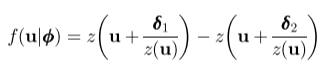 f(𝐮|𝛟) = z(𝐮 + 𝛅₁/z(𝐮)) − z(𝐮 + 𝛅₂/z(𝐮))